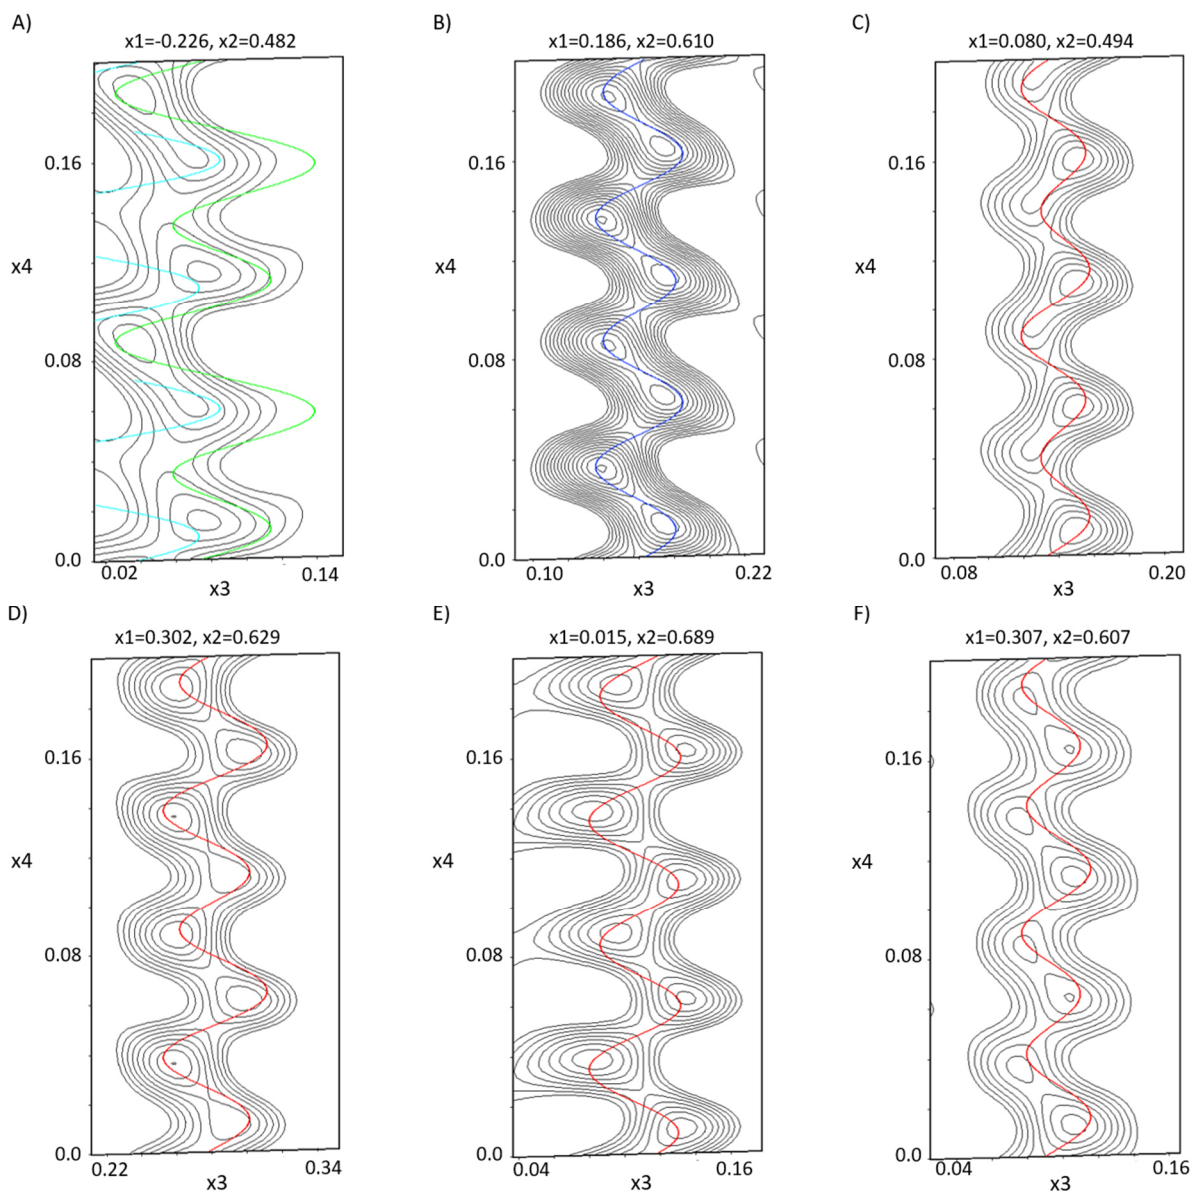 A)
B)
C)
x1=-0.226, x2=0.482
x1=0.186, x2=0.610
x1=0.080, x2=0.494
0.16
0.16
0.16
x4
x4
x4
0.08
0.08
0.08
0.0
0.0
0.0
0.02
0.14
0.10
0.22
0.08
0.20
x3
x3
x3
D)
E)
F)
x1=0.302, x2=0.629
x1=0.015, x2=0.689
x1=0.307, x2=0.607
0.16
0.16
0.16
x4
x4
x4
0.08
0.08
0.08
0.0
0.0
0.0
0.22
0.34
0.04
0.16
0.04
0.16
x3
x3
x3